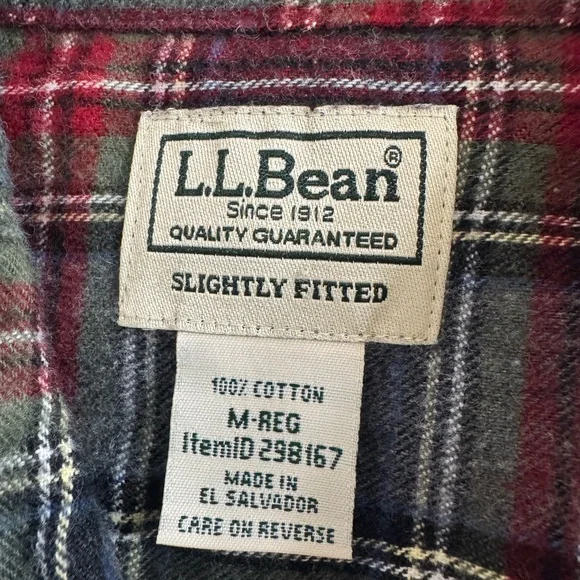 L.L.Bean®
Since 1912
QUALITY GUARANTEED
SLIGHTLY FITTED
100% COTTON
M-REG
ItemID 298167
MADE IN
EL SALVADOR
CARE ON REVERSE